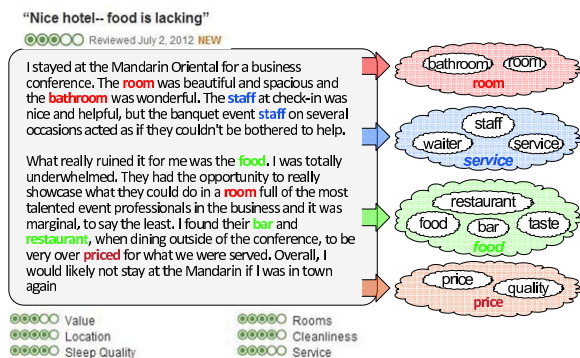 “Nice hotel-- food is lacking”
Reviewed July 2, 2012 NEW
I stayed at the Mandarin Oriental for a business
conference. The room was beautiful and spacious and
the bathroom was wonderful. The staff at check-in was
nice and helpful, but the banquet event staff on several
occasions acted as if they couldn't be bothered to help.
What really ruined it for me was the food. I was totally
underwhelmed. They had the opportunity to really
showcase what they could do in a room full of the most
talented event professionals in the business and it was
marginal, to say the least. I found their bar and
restaurant, when dining outside of the conference, to be
very over priced for what we were served. Overall, I
would likely not stay at the Mandarin if I was in town
again
bathroom room
room
staff
waiter service
service
restaurant
food bar taste
food
price quality
price
Value Rooms
Location Cleanliness
Sleep Quality Service